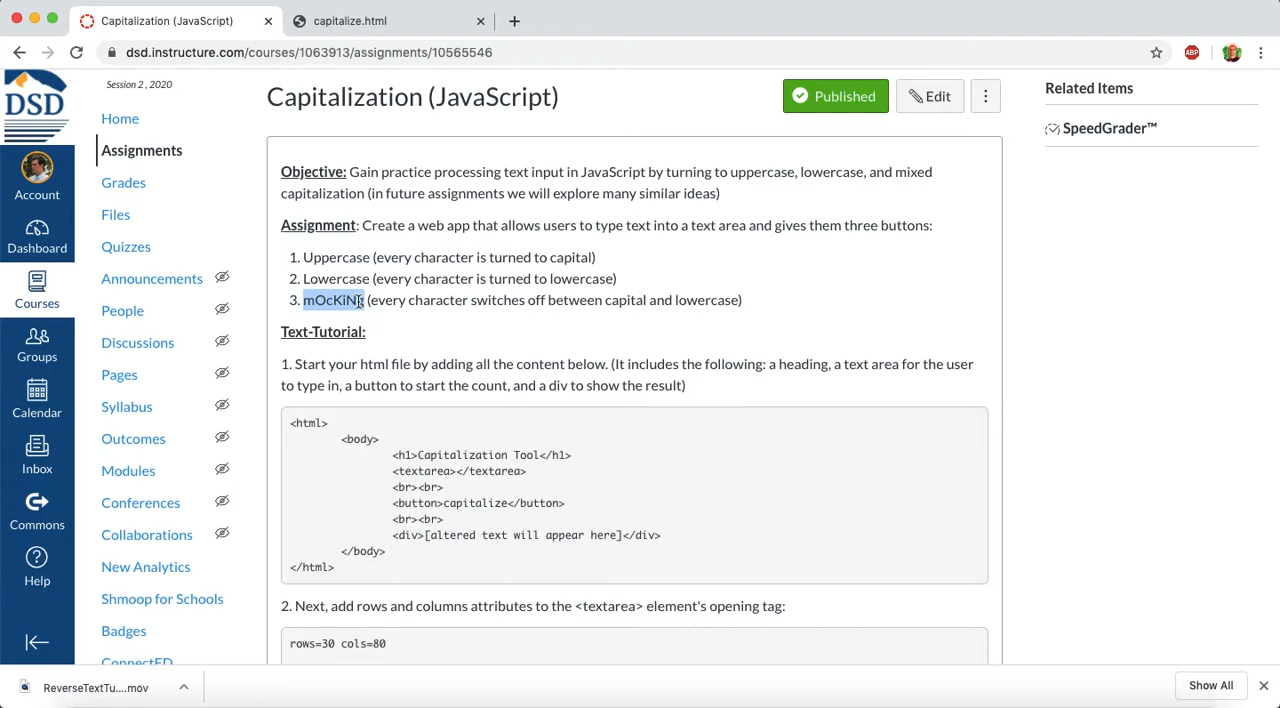 Capitalization (JavaScript)
capitalize.html
dsd.instructure.com/courses/1063913/assignments/10565546
ABP
DSD
Account
Dashboard
Courses
Groups
Calendar
Inbox
Commons
Help
Session 2 , 2020
Home
Assignments
Grades
Files
Quizzes
Announcements
People
Discussions
Pages
Syllabus
Outcomes
Modules
Conferences
Collaborations
New Analytics
Shmoop for Schools
Badges
ConnectED
Capitalization (JavaScript)
Published
Edit
Objective: Gain practice processing text input in JavaScript by turning to uppercase, lowercase, and mixed
capitalization (in future assignments we will explore many similar ideas)
Assignment: Create a web app that allows users to type text into a text area and gives them three buttons:
1. Uppercase (every character is turned to capital)
2. Lowercase (every character is turned to lowercase)
3. mOcKiNg (every character switches off between capital and lowercase)
Text-Tutorial:
1. Start your html file by adding all the content below. (It includes the following: a heading, a text area for the user
to type in, a button to start the count, and a div to show the result)
<html>
<body>
<h1>Capitalization Tool</h1>
<textarea></textarea>
<br><br>
<button>capitalize</button>
<br><br>
<div>[altered text will appear here]</div>
</body>
</html>
2. Next, add rows and columns attributes to the <textarea> element's opening tag:
rows=30 cols=80
Related Items
SpeedGrader™
ReverseTextTu....mov
Show All